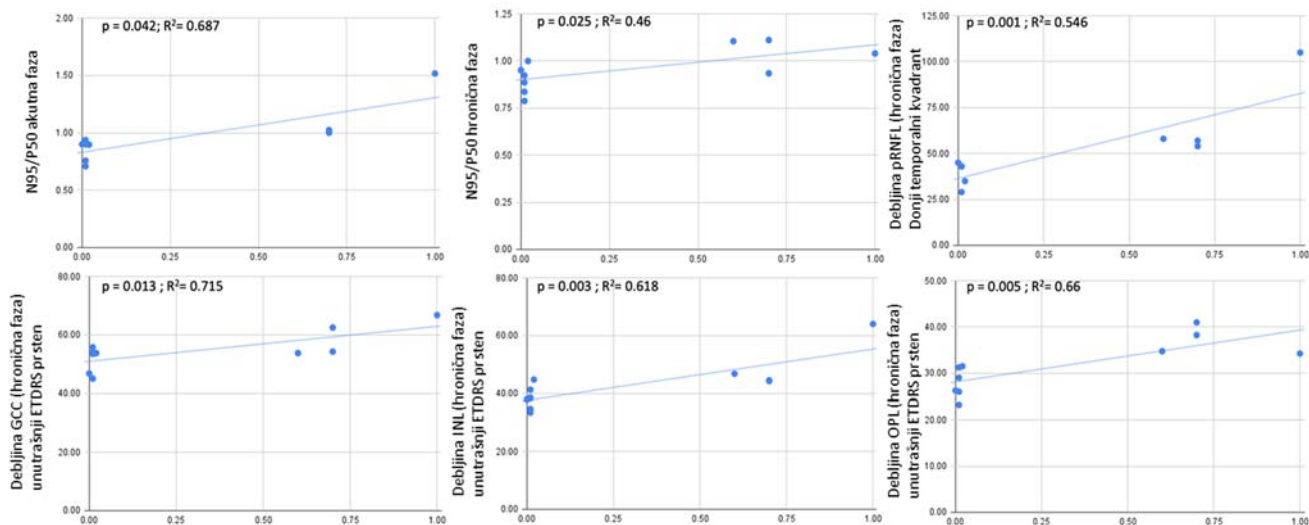 p = 0.042; R²= 0.687
N95/P50 akutna faza
2.00
1.50
1.00
0.50
0.00
0.00 0.25 0.50 0.75 1.00
p = 0.025 ; R²= 0.46
N95/P50 hronična faza
1.25
1.00
0.75
0.50
0.25
0.00
0.00 0.25 0.50 0.75 1.00
p = 0.001 ; R²= 0.546
Debljina pRNFL (hronična faza)
Donji temporalni kvadrant
125.00
100.00
75.00
50.00
25.00
0.00
0.00 0.25 0.50 0.75 1.00
p = 0.013 ; R²= 0.715
Debljina GCC (hronična faza)
unutrašnji ETDRS prsten
80.00
60.00
40.00
20.00
0.00
0.00 0.25 0.50 0.75 1.00
p = 0.003 ; R²= 0.618
Debljina INL (hronična faza)
unutrašnji ETDRS prsten
80.00
60.00
40.00
20.00
0.00
0.00 0.25 0.50 0.75 1.00
p = 0.005 ; R²= 0.66
Debljina OPL (hronična faza)
unutrašnji ETDRS prsten
50.00
40.00
30.00
20.00
10.00
0.00
0.00 0.25 0.50 0.75 1.00